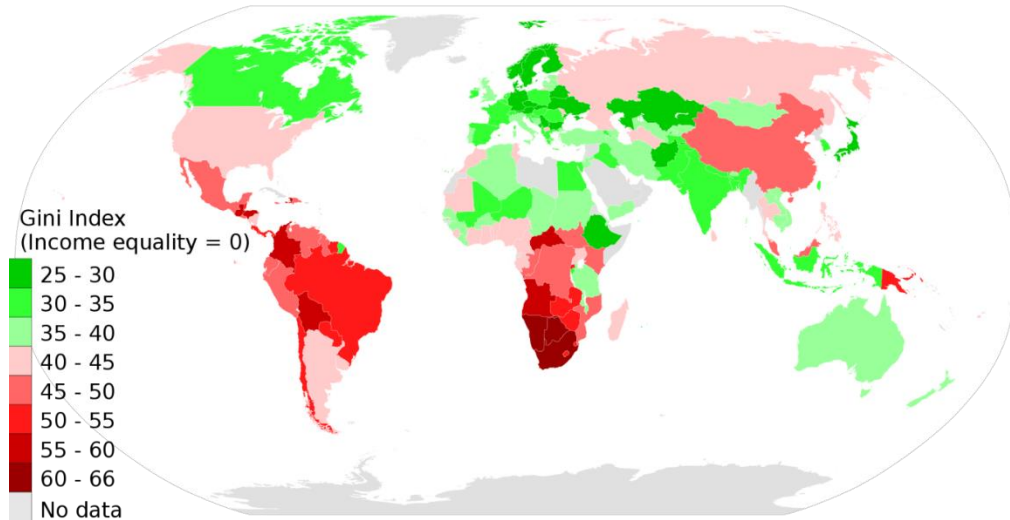 Gini Index
(Income equality = 0)
25 - 30
30 - 35
35 - 40
40 - 45
45 - 50
50 - 55
55 - 60
60 - 66
No data